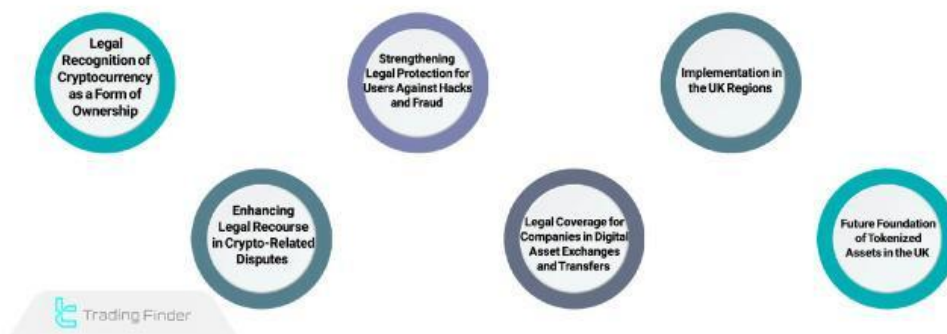 Legal
Recognition of
Cryptocurrency
as a Form of
Ownership
Strengthening
Legal Protection for
Users Against Hacks
and Fraud
Implementation in
the UK Regions
Enhancing
Legal Recourse
in Crypto-Related
Disputes
Legal Coverage for
Companies in Digital
Asset Exchanges
and Transfers
Future Foundation
of Tokenized
Assets in the UK
Trading Finder